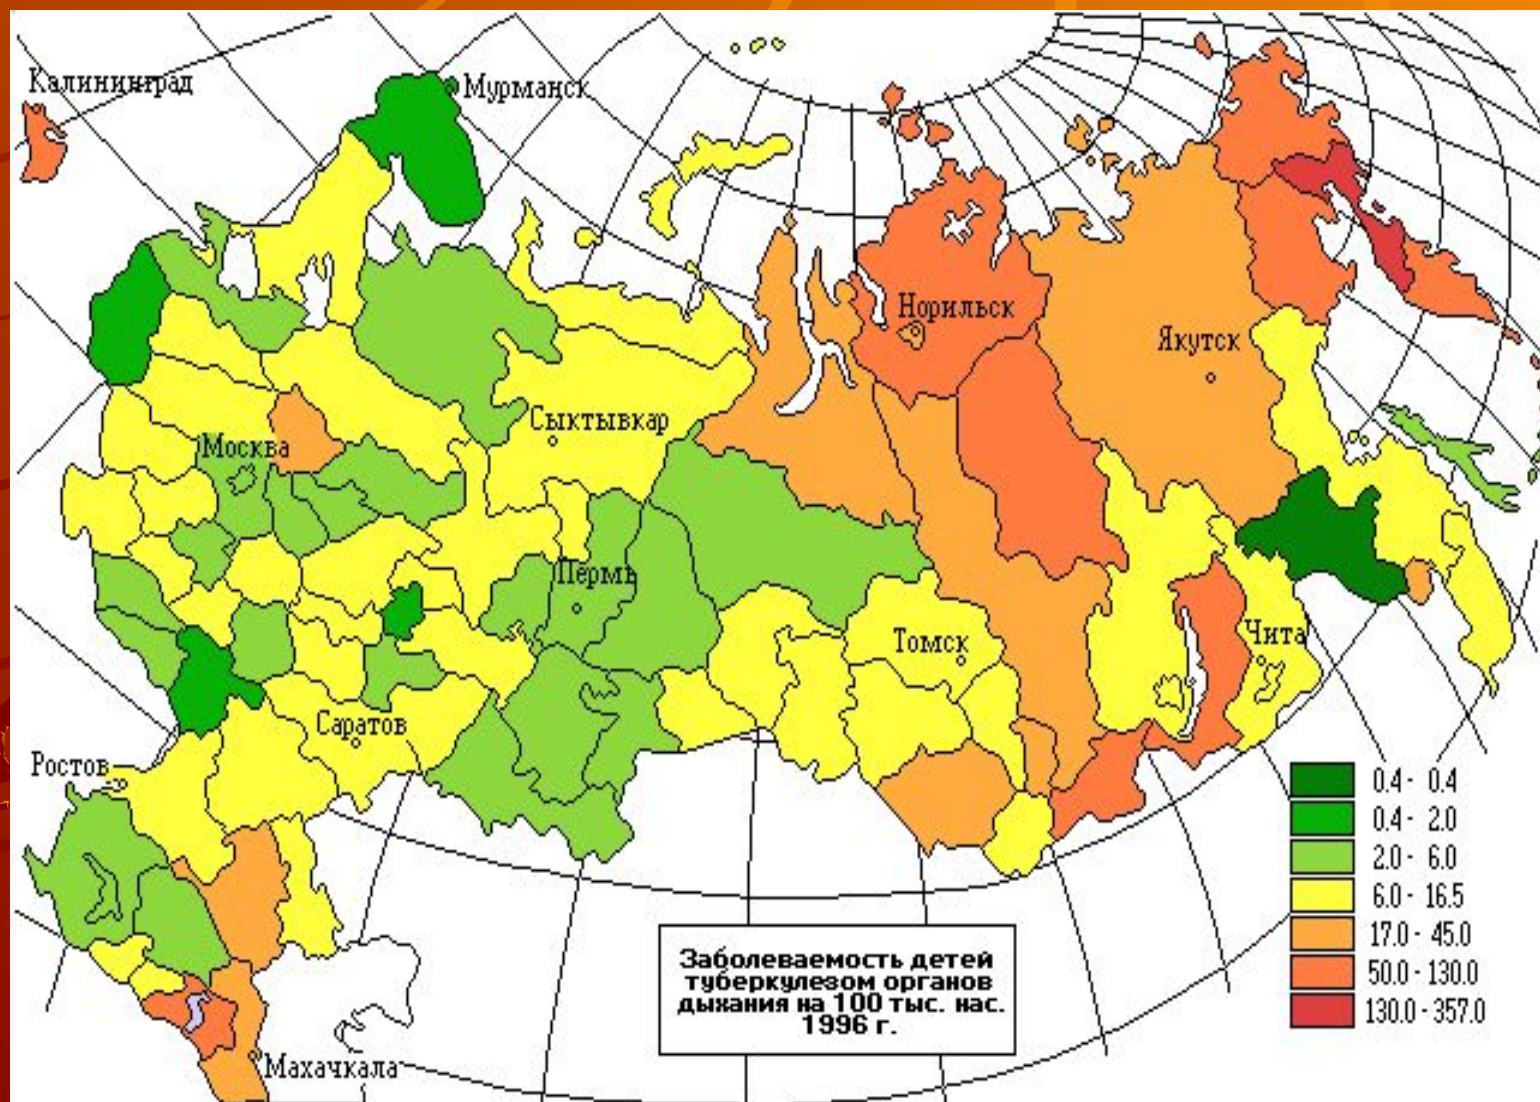 Калининград
Мурманск
Норильск
Якутск
Сыктывкар
Москва
Пермь
Томск
Чита
Саратов
Ростов
Махачкала
0.4 - 0.4
0.4 - 2.0
2.0 - 6.0
6.0 - 16.5
17.0 - 45.0
50.0 - 130.0
130.0 - 357.0
Заболеваемость детей
туберкулезом органов
дыхания на 100 тыс. нас.
1996 г.